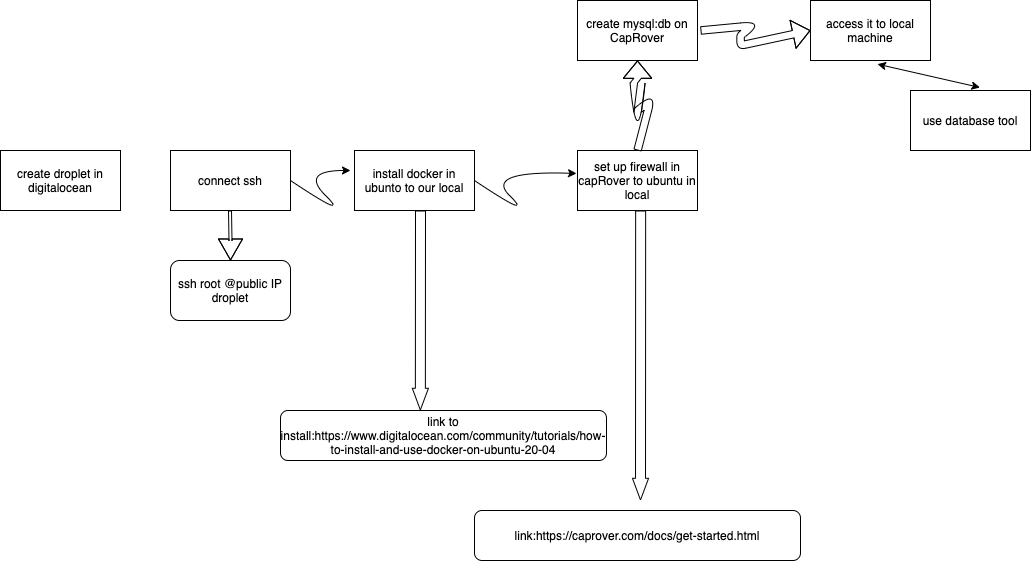 create mysql:db on
CapRover
access it to local
machine
use database tool
create droplet in
digitalocean
connect ssh
install docker in
ubunto to our local
set up firewall in
capRover to ubuntu in
local
ssh root @public IP
droplet
link to
install:https://www.digitalocean.com/community/tutorials/how-
to-install-and-use-docker-on-ubuntu-20-04
link:https://caprover.com/docs/get-started.html